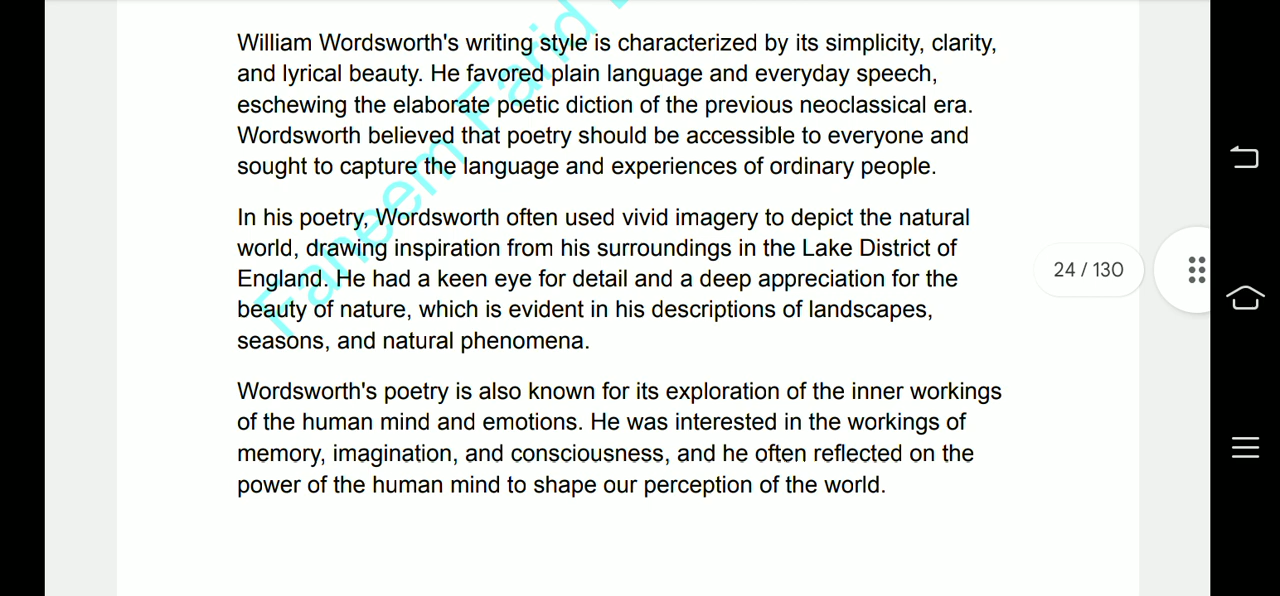 William Wordsworth's writing style is characterized by its simplicity, clarity,
and lyrical beauty. He favored plain language and everyday speech,
eschewing the elaborate poetic diction of the previous neoclassical era.
Wordsworth believed that poetry should be accessible to everyone and
sought to capture the language and experiences of ordinary people.
In his poetry, Wordsworth often used vivid imagery to depict the natural
world, drawing inspiration from his surroundings in the Lake District of
England. He had a keen eye for detail and a deep appreciation for the
beauty of nature, which is evident in his descriptions of landscapes,
seasons, and natural phenomena.
Wordsworth's poetry is also known for its exploration of the inner workings
of the human mind and emotions. He was interested in the workings of
memory, imagination, and consciousness, and he often reflected on the
power of the human mind to shape our perception of the world.
Faheem Farid
24 / 130